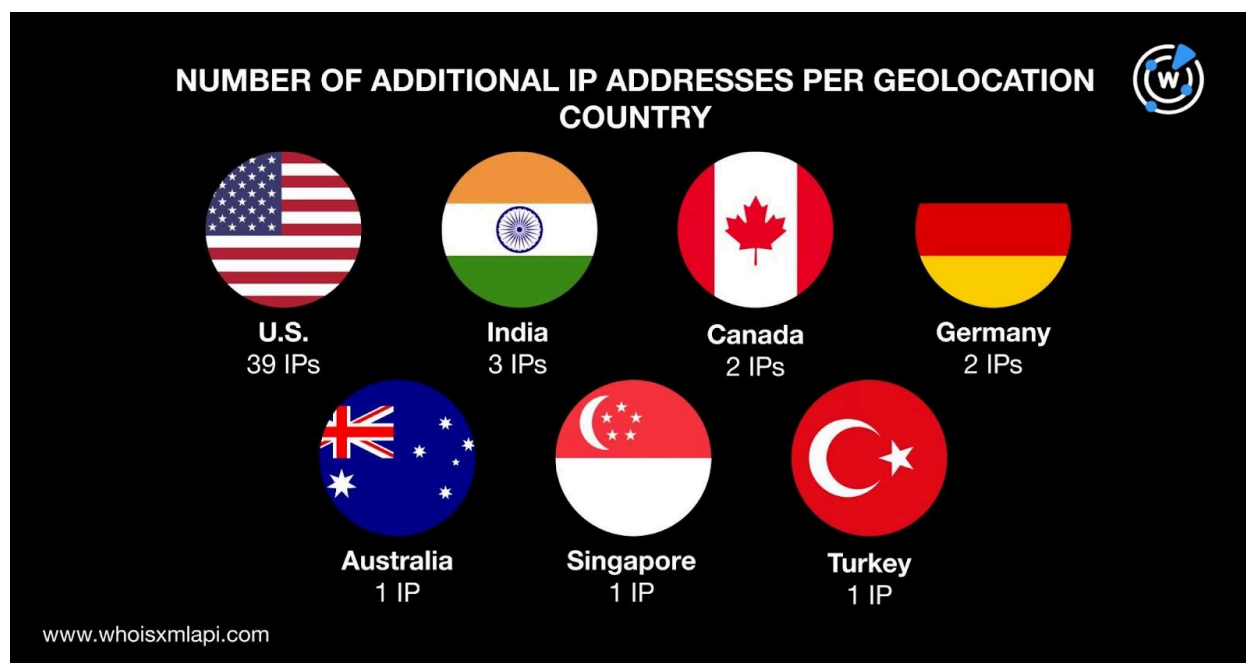 NUMBER OF ADDITIONAL IP ADDRESSES PER GEOLOCATION
COUNTRY
W
U.S.
39 IPs
India
3 IPs
Canada
2 IPs
Germany
2 IPs
Australia
1 IP
Singapore
1 IP
Turkey
1 IP
www.whoisxmlapi.com